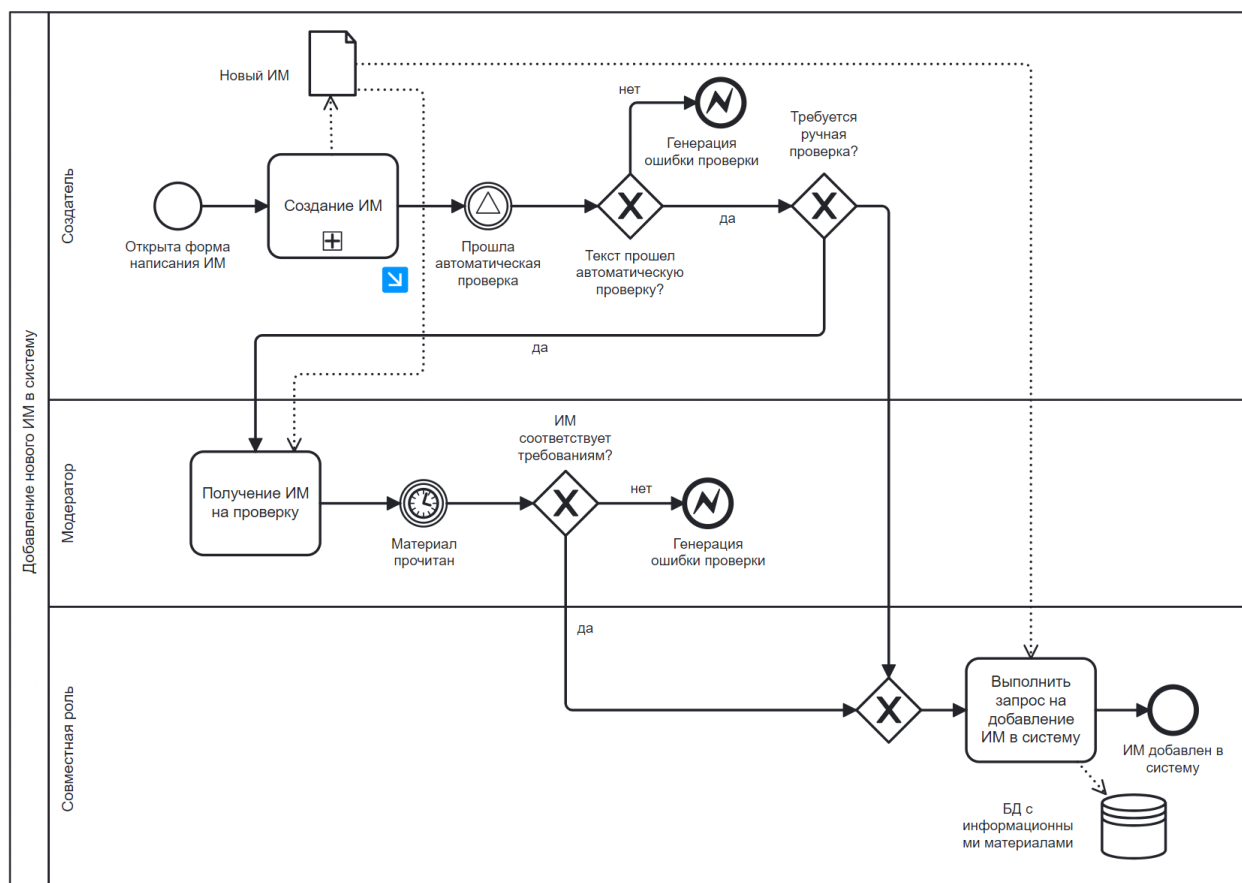 Добавление нового ИМ в систему
Создатель
Новый ИМ
Открыта форма
написания ИМ
Создание ИМ
Прошла
автоматическая
проверка
нет
Генерация
ошибки проверки
Текст прошел
автоматическую
проверку?
да
Требуется
ручная
проверка?
да
Модератор
Получение ИМ
на проверку
Материал
прочитан
ИМ
соответствует
требованиям?
нет
Генерация
ошибки проверки
да
Совместная роль
Выполнить
запрос на
добавление
ИМ в систему
ИМ добавлен в
систему
БД с
информационны
ми материалами